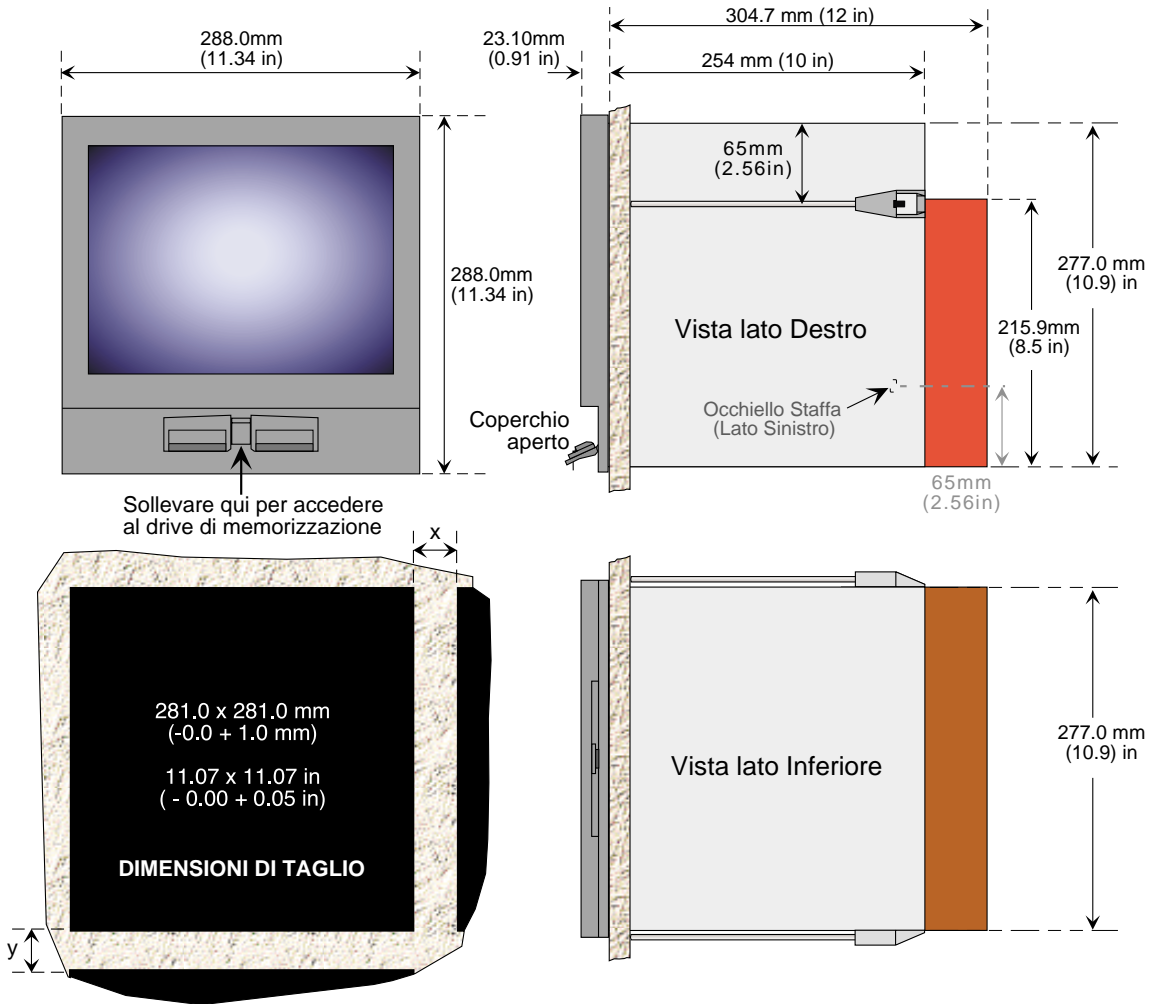 288.0mm
(11.34 in)
23.10mm
(0.91 in)
304.7 mm (12 in)
254 mm (10 in)
65mm
(2.56in)
288.0mm
(11.34 in)
277.0 mm
(10.9) in
215.9mm
(8.5 in)
Vista lato Destro
Occhiello Staffa
(Lato Sinistro)
Coperchio
aperto
65mm
(2.56in)
Sollevare qui per accedere
al drive di memorizzazione
x
281.0 x 281.0 mm
(-0.0 + 1.0 mm)
11.07 x 11.07 in
( - 0.00 + 0.05 in)
DIMENSIONI DI TAGLIO
y
Vista lato Inferiore
277.0 mm
(10.9) in